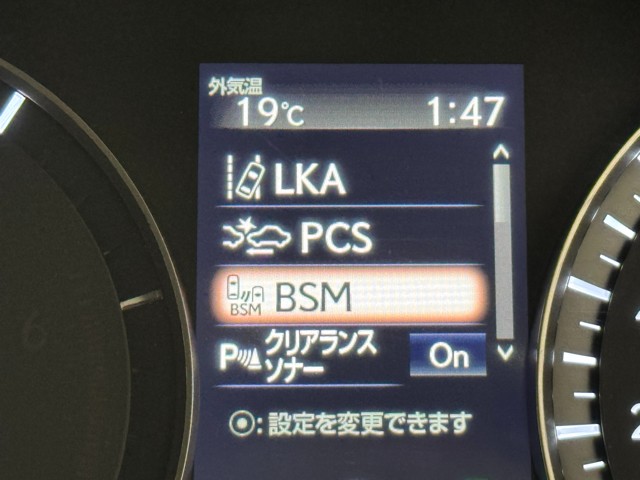 外気温
19℃ 1:47
LKA
PCS
BSM BSM
クリアランス
P ソナー On
◉:設定を変更できます
6